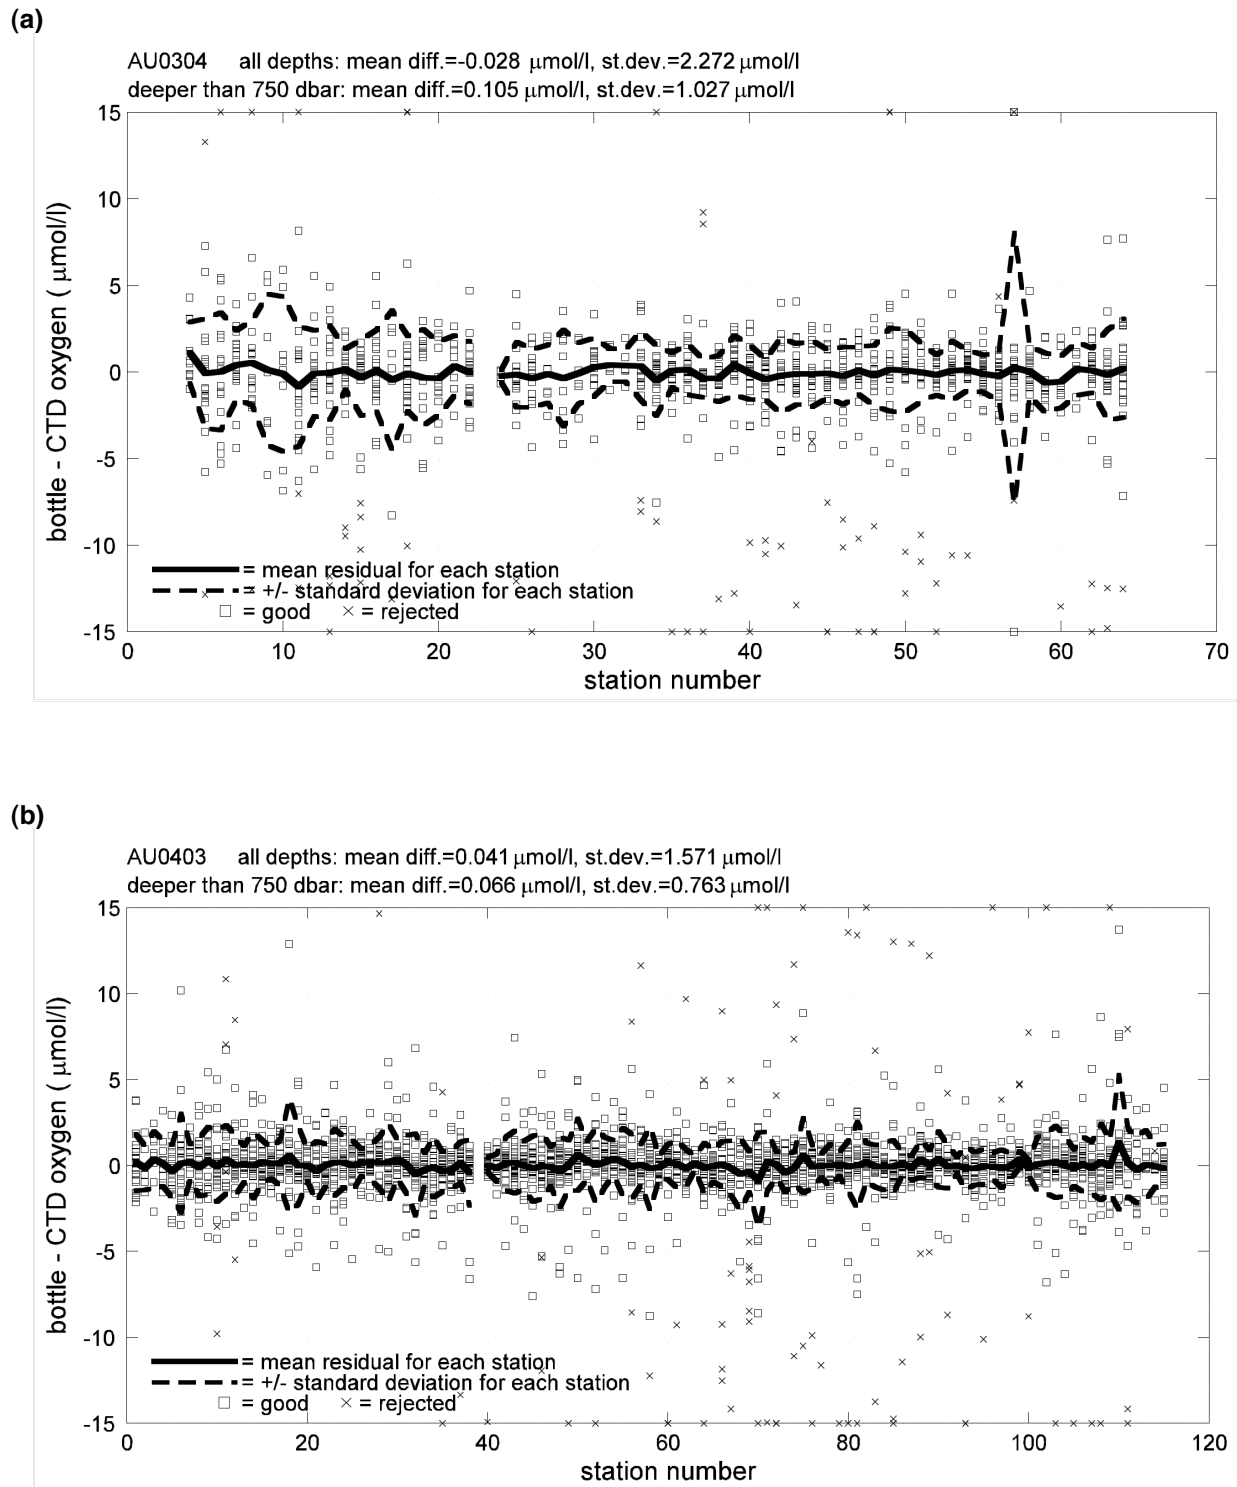 (a)
AU0304 all depths: mean diff.=-0.028 μmol/l, st.dev.=2.272 μmol/l
deeper than 750 dbar: mean diff.=0.105 μmol/l, st.dev.=1.027 μmol/l
15
10
5
0
-5
-10
-15
bottle - CTD oxygen ( μmol/l)
= mean residual for each station
= +/- standard deviation for each station
= good × = rejected
0 10 20 30 40 50 60 70
station number
(b)
AU0403 all depths: mean diff.=0.041 μmol/l, st.dev.=1.571 μmol/l
deeper than 750 dbar: mean diff.=0.066 μmol/l, st.dev.=0.763 μmol/l
15
10
5
0
-5
-10
-15
bottle - CTD oxygen ( μmol/l)
= mean residual for each station
= +/- standard deviation for each station
= good × = rejected
0 20 40 60 80 100 120
station number